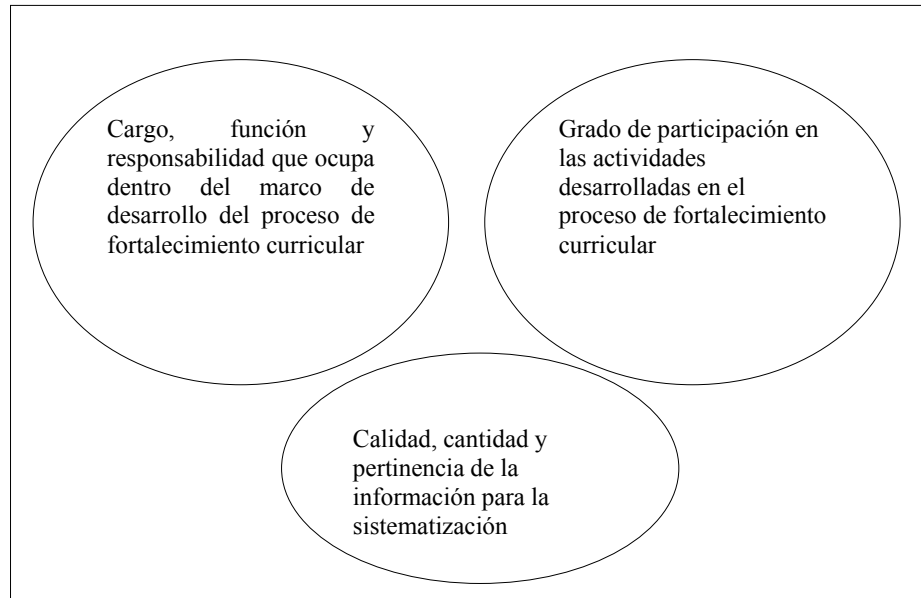 Cargo, función y
responsabilidad que ocupa
dentro del marco de
desarrollo del proceso de
fortalecimiento curricular
Grado de participación en
las actividades
desarrolladas en el
proceso de fortalecimiento
curricular
Calidad, cantidad y
pertinencia de la
información para la
sistematización